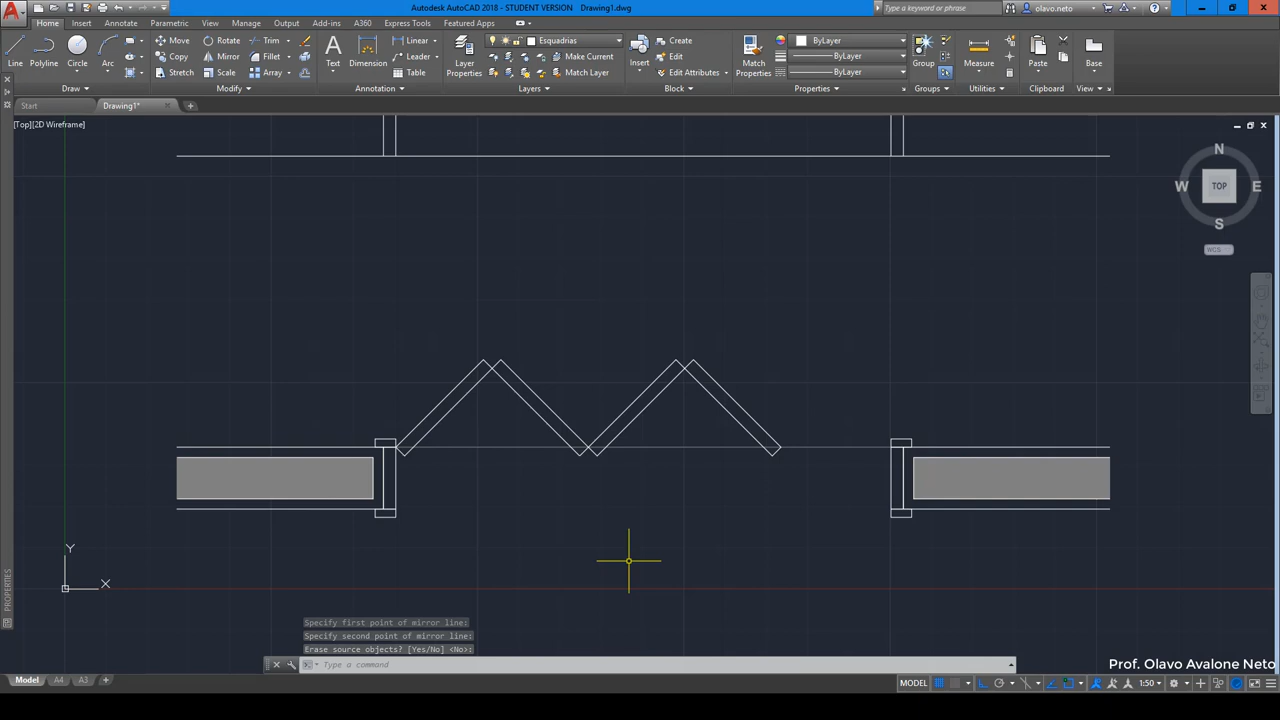 Autodesk AutoCAD 2018 - STUDENT VERSION Drawing1.dwg
Type a keyword or phrase
olavo.neto
Home Insert Annotate Parametric View Manage Output Add-ins A360 Express Tools Featured Apps
Line Polyline Circle Arc
Move Rotate Trim
Copy Mirror Fillet
Stretch Scale Array
Text Dimension
Linear
Leader
Table
Layer
Properties
Esquadrias
Make Current
Match Layer
Insert
Create
Edit
Edit Attributes
Match
Properties
ByLayer
ByLayer
ByLayer
Group
Measure
Paste
Base
Draw Modify Annotation Layers Block Properties Groups Utilities Clipboard View
Start Drawing1*
[Top][2D Wireframe]
N
W TOP E
S
WCS
Y
X
PROPERTIES
Specify first point of mirror line:
Specify second point of mirror line:
Erase source objects? [Yes/No] <No>:
Type a command
Prof. Olavo Avalone Neto
Model A4 A3
MODEL
1:50